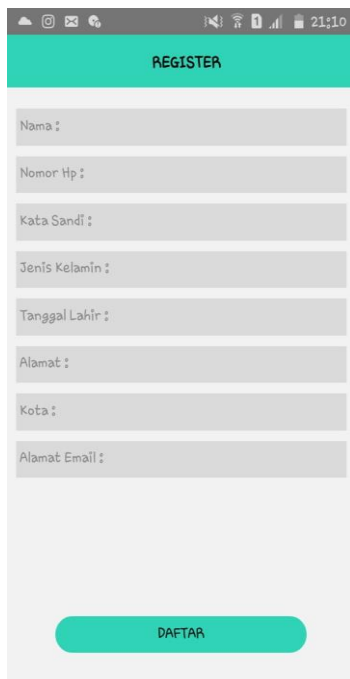 21:10
REGISTER
Nama :
Nomor Hp :
Kata Sandi :
Jenis Kelamin :
Tanggal Lahir :
Alamat :
Kota :
Alamat Email :
DAFTAR